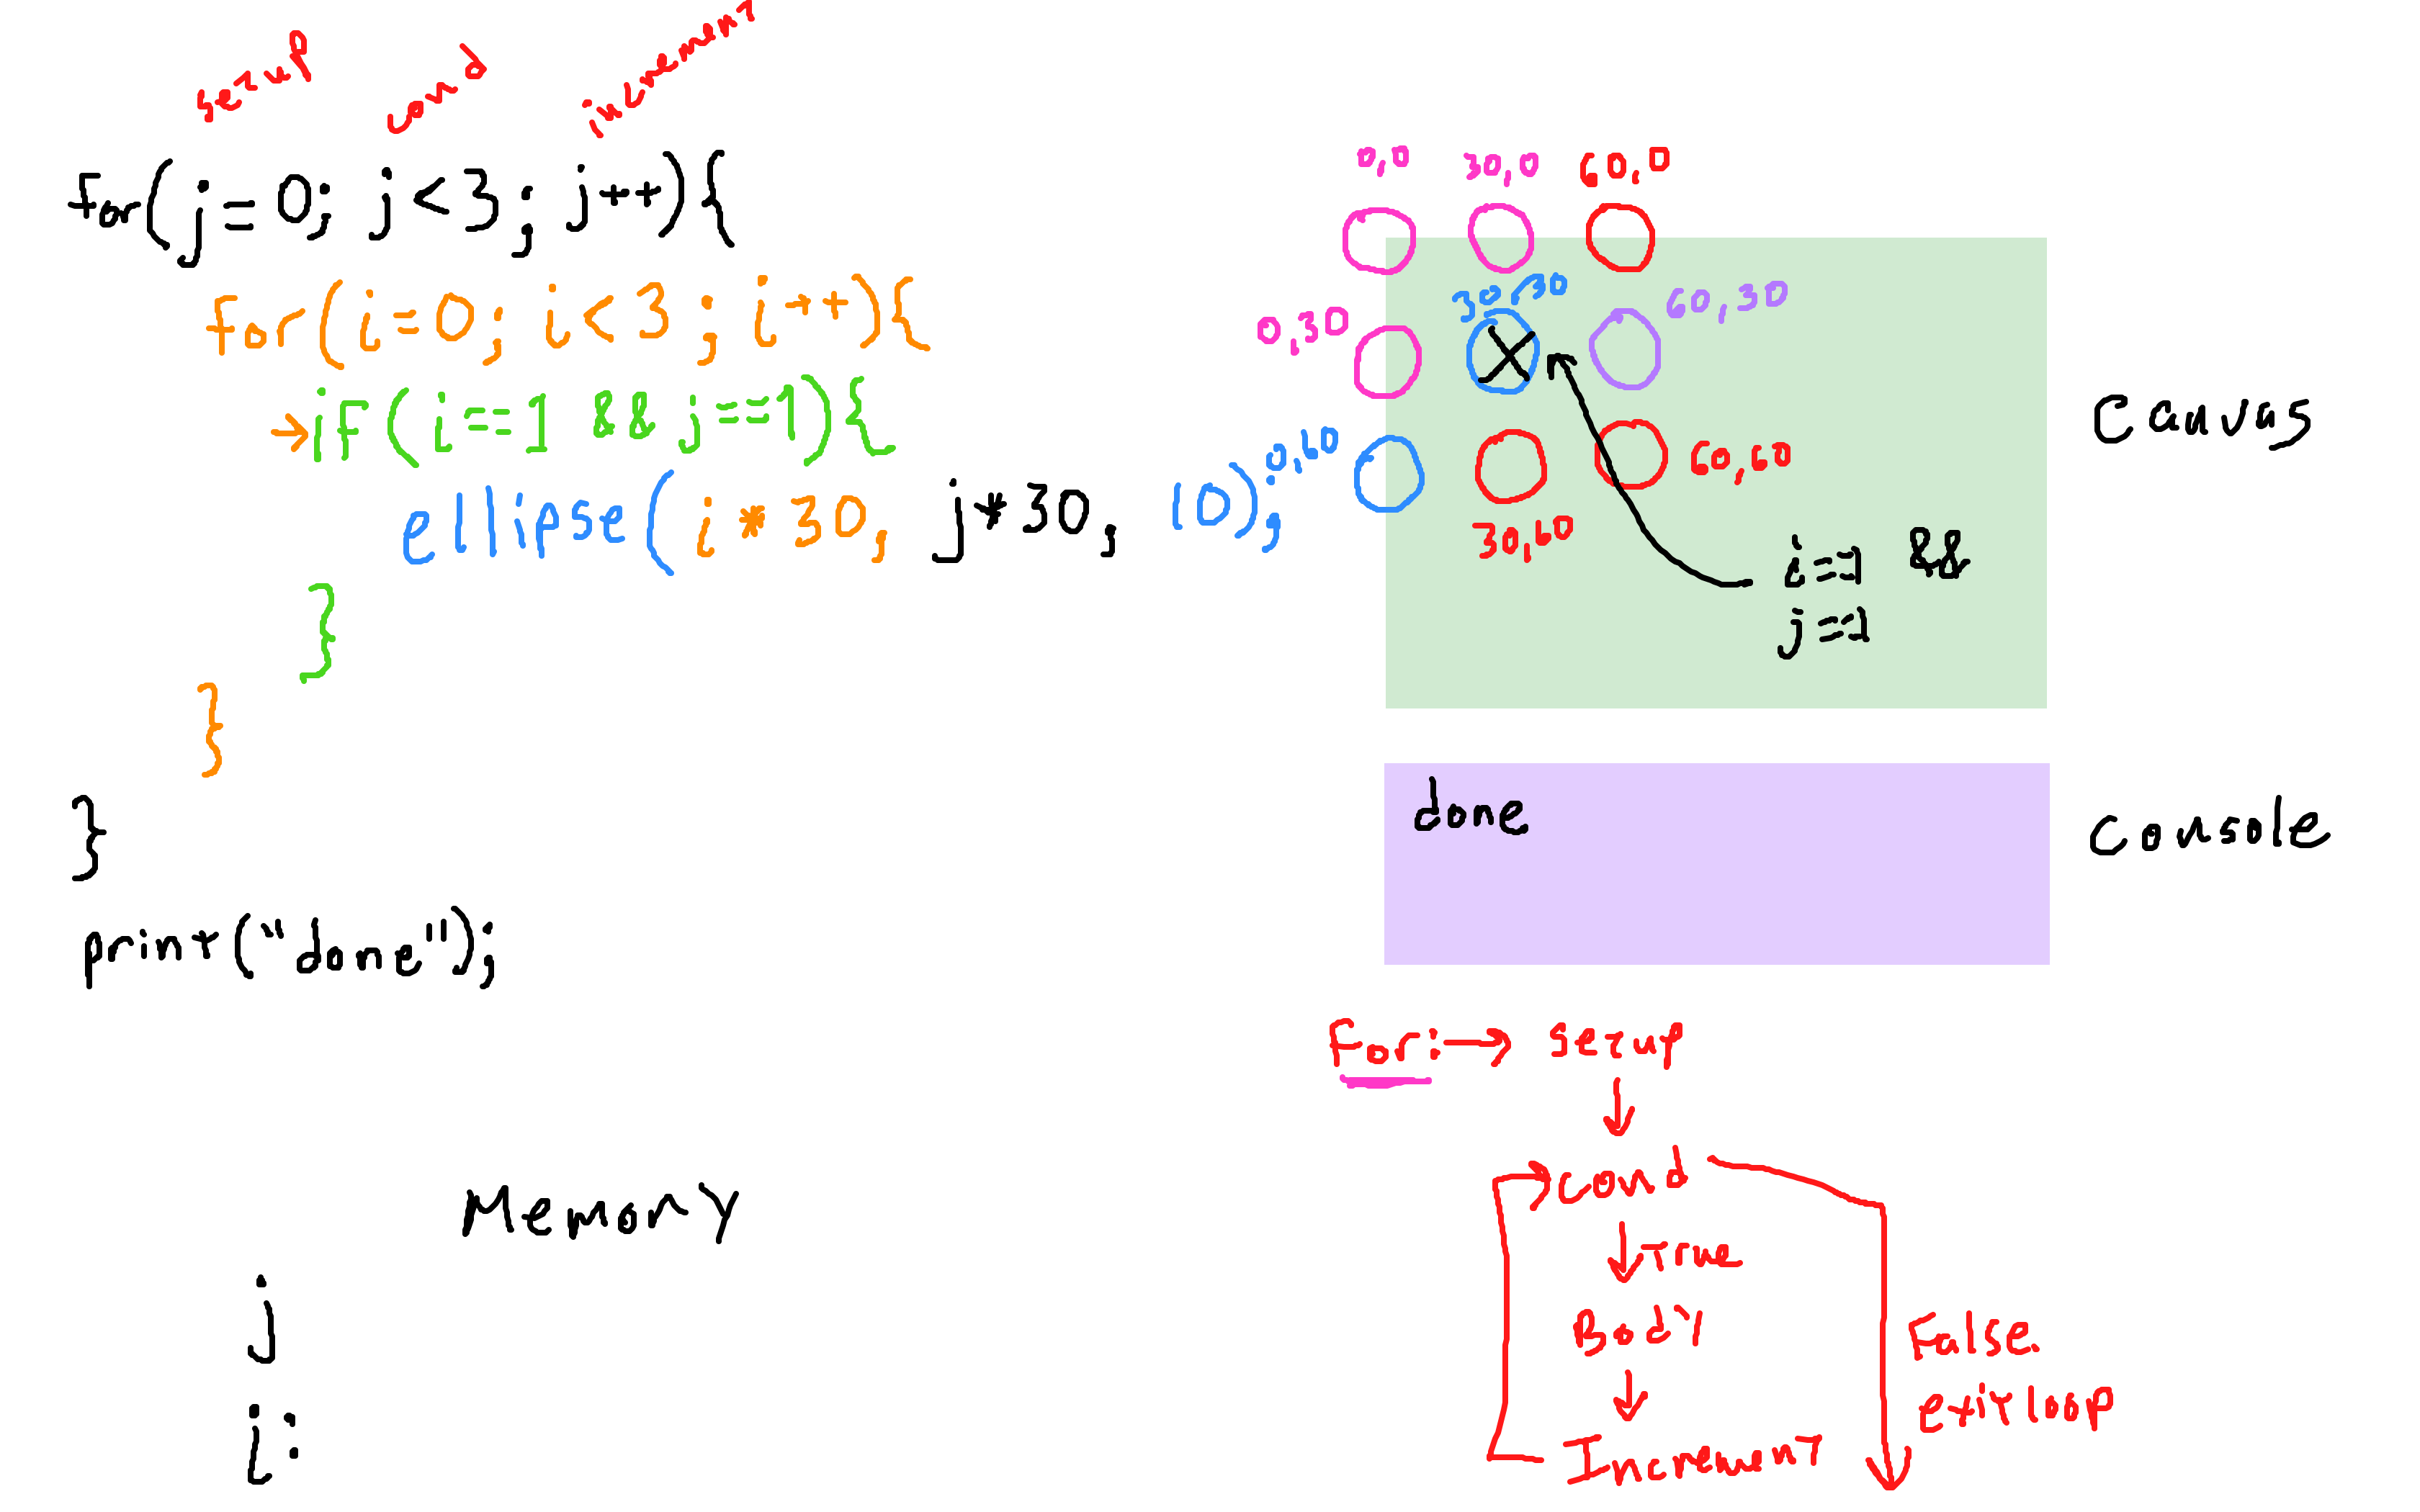 setup cond increment
for(j=0; j<3; j++){
for(i=0; i<3; i++){
→if(i==1 && j==1){
ellipse(i*30, j*30, 10);
}
}
}
print("done");
Memory
j
i:
0,0 30,0 60,0
0,30 30,30 60,30
0,60
30,60
60,60
i==1 &&
j==1
Canvas
done
Console
For:→ setup
cond
True
Body
Increment
False
exit loop